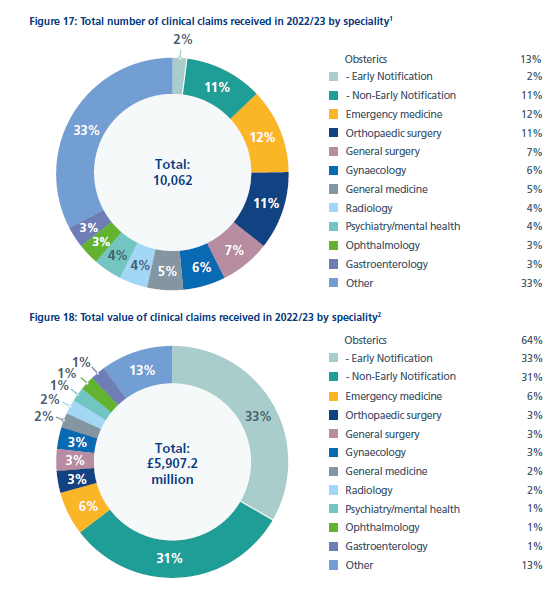 Figure 17: Total number of clinical claims received in 2022/23 by speciality1
2%
11%
12%
11%
7%
6%
5%
4%
4%
3%
3%
33%
Total:
10,062
Obsterics 13%
- Early Notification 2%
- Non-Early Notification 11%
Emergency medicine 12%
Orthopaedic surgery 11%
General surgery 7%
Gynaecology 6%
General medicine 5%
Radiology 4%
Psychiatry/mental health 4%
Ophthalmology 3%
Gastroenterology 3%
Other 33%
Figure 18: Total value of clinical claims received in 2022/23 by speciality2
33%
31%
6%
3%
3%
3%
2%
2%
1%
1%
1%
13%
Total:
£5,907.2
million
Obsterics 64%
- Early Notification 33%
- Non-Early Notification 31%
Emergency medicine 6%
Orthopaedic surgery 3%
General surgery 3%
Gynaecology 3%
General medicine 2%
Radiology 2%
Psychiatry/mental health 1%
Ophthalmology 1%
Gastroenterology 1%
Other 13%